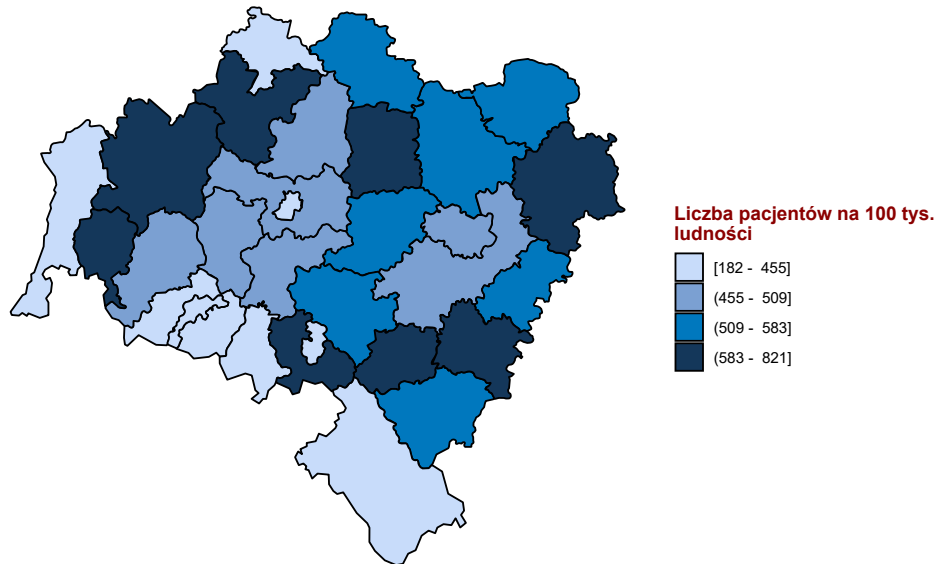 Liczba pacjentów na 100 tys.
ludności
[182 - 455]
(455 - 509]
(509 - 583]
(583 - 821]